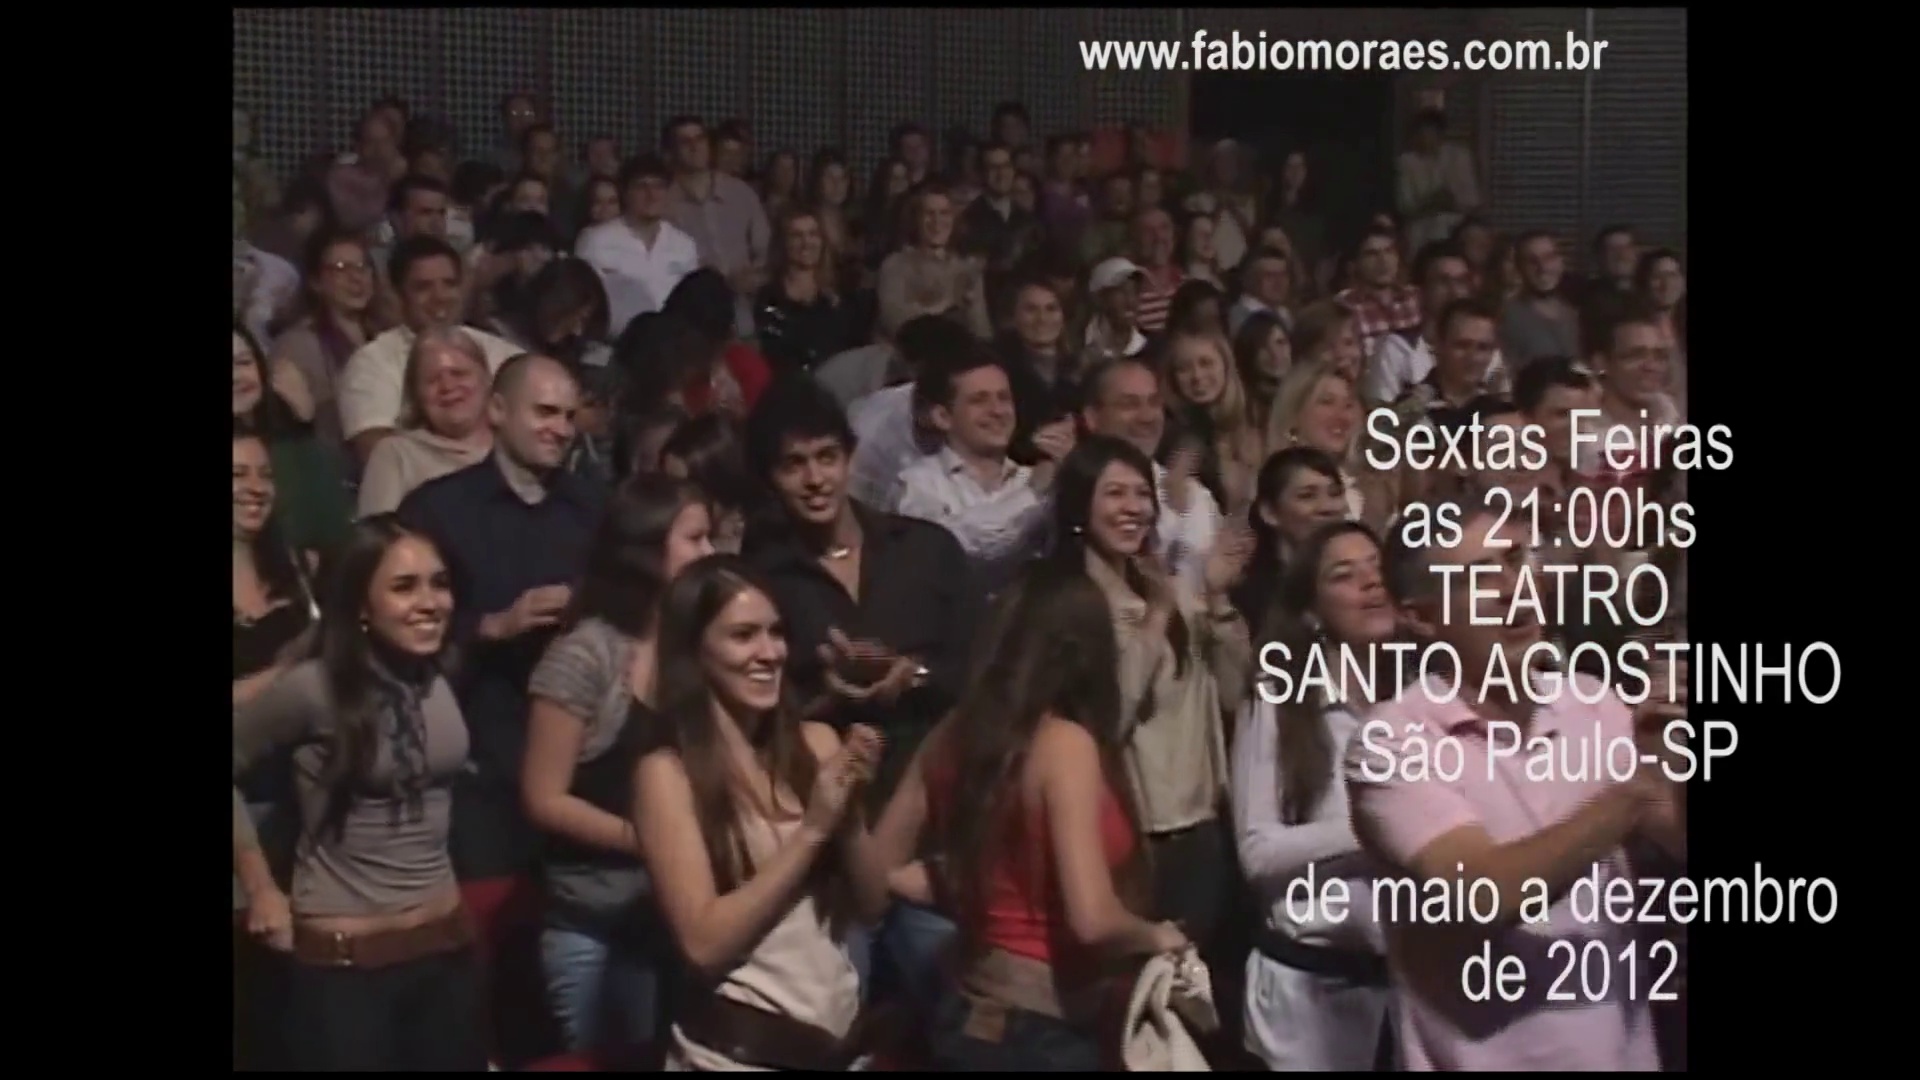 www.fabiomoraes.com.br
Sextas Feiras
as 21:00hs
TEATRO
SANTO AGOSTINHO
São Paulo-SP
de maio a dezembro
de 2012